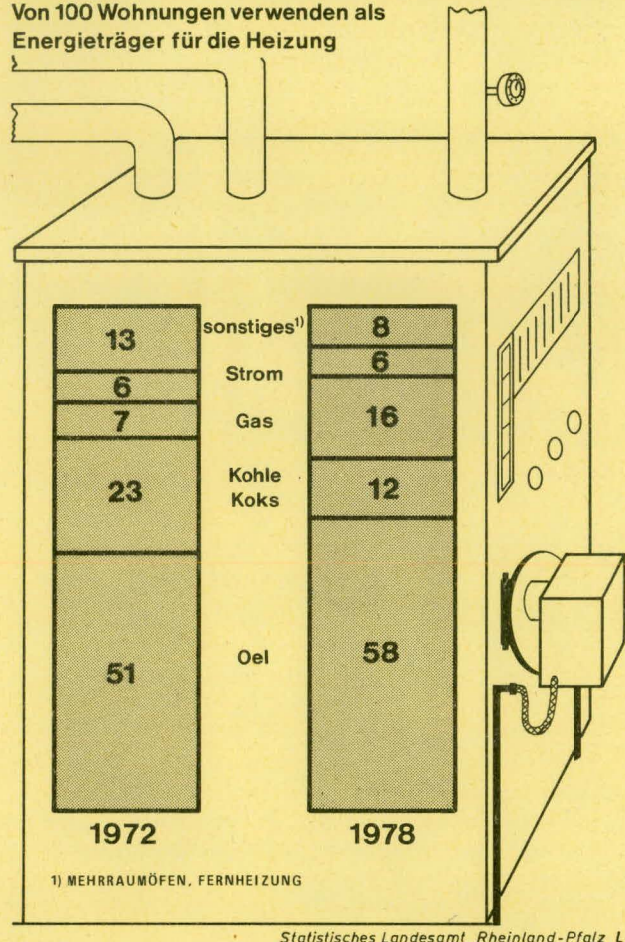 Von 100 Wohnungen verwenden als
Energieträger für die Heizung
13
sonstiges¹⁾
8
6
Strom
6
7
Gas
16
23
Kohle
Koks
12
51
Oel
58
1972
1978
1) MEHRRAUMÖFEN, FERNHEIZUNG
Statistisches Landesamt Rheinland-Pfalz